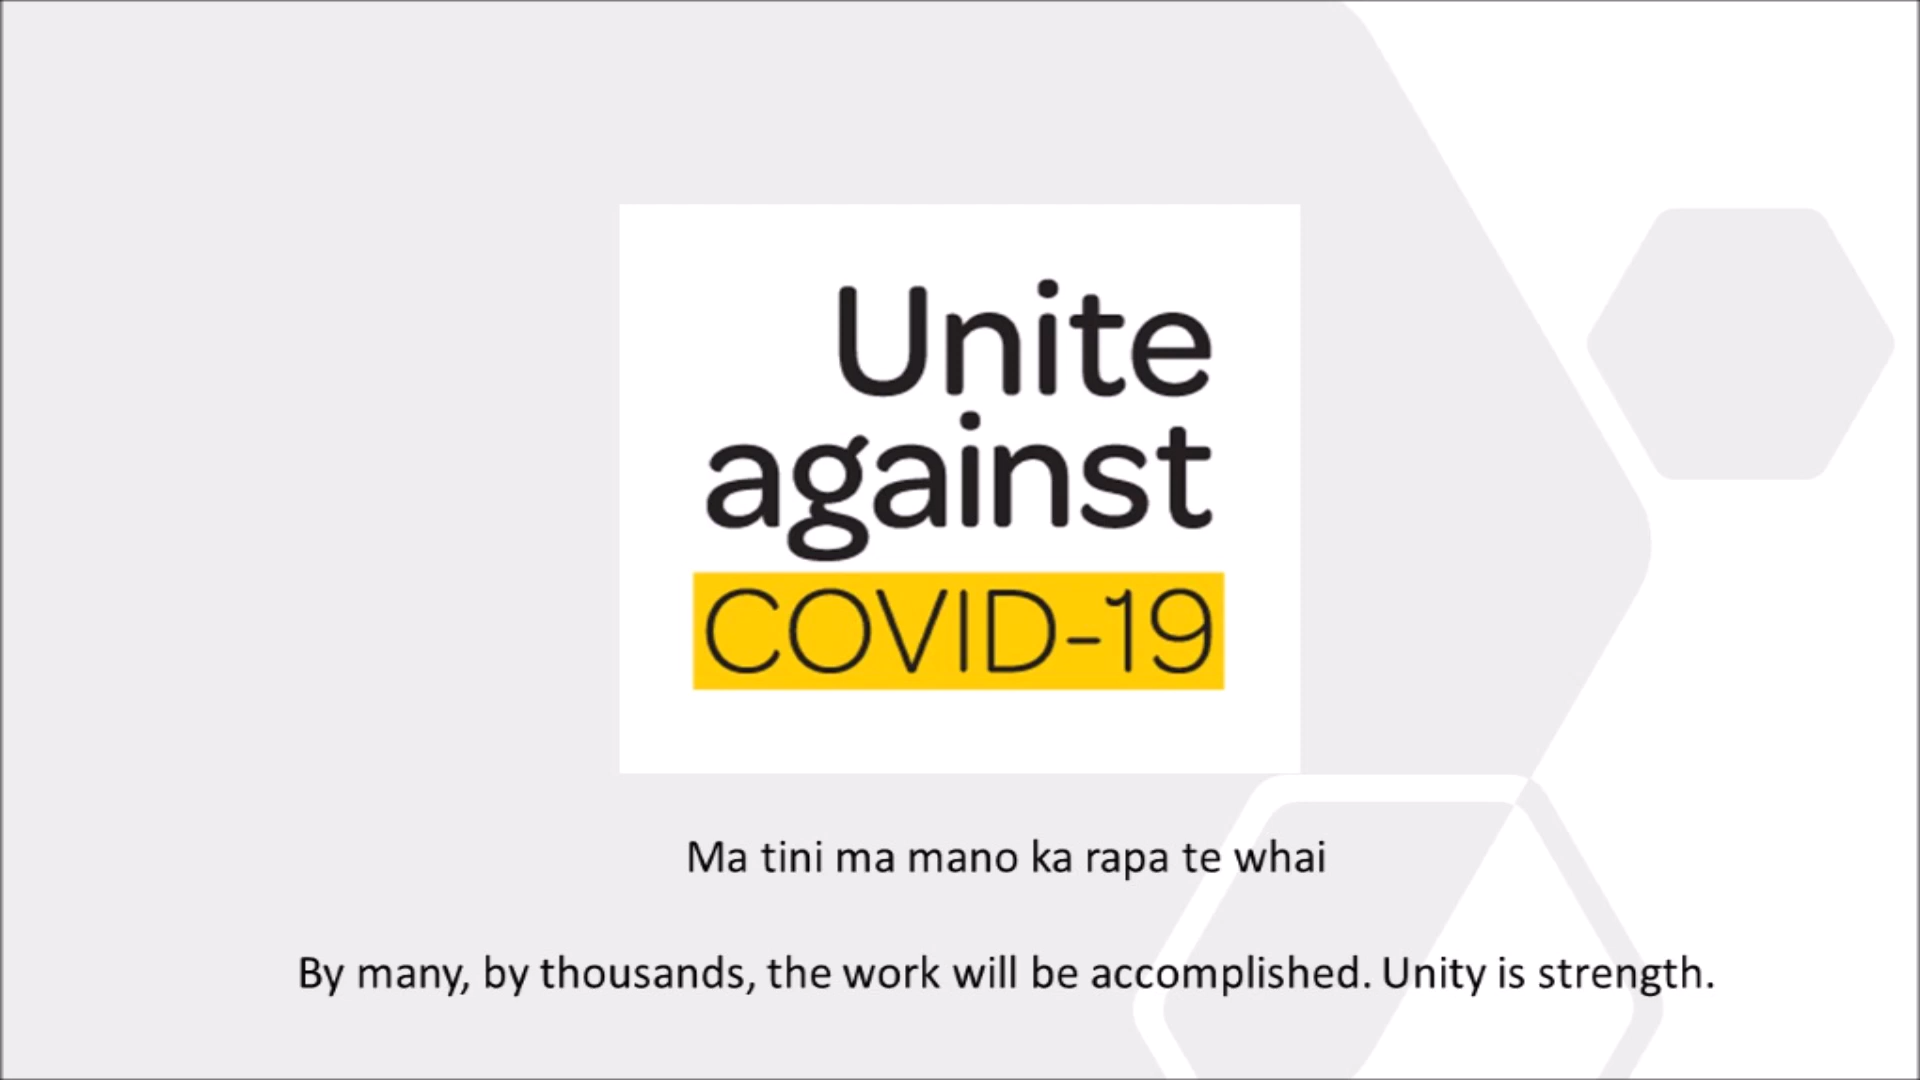 Unite
against
COVID-19
Ma tini ma mano ka rapa te whai
By many, by thousands, the work will be accomplished. Unity is strength.